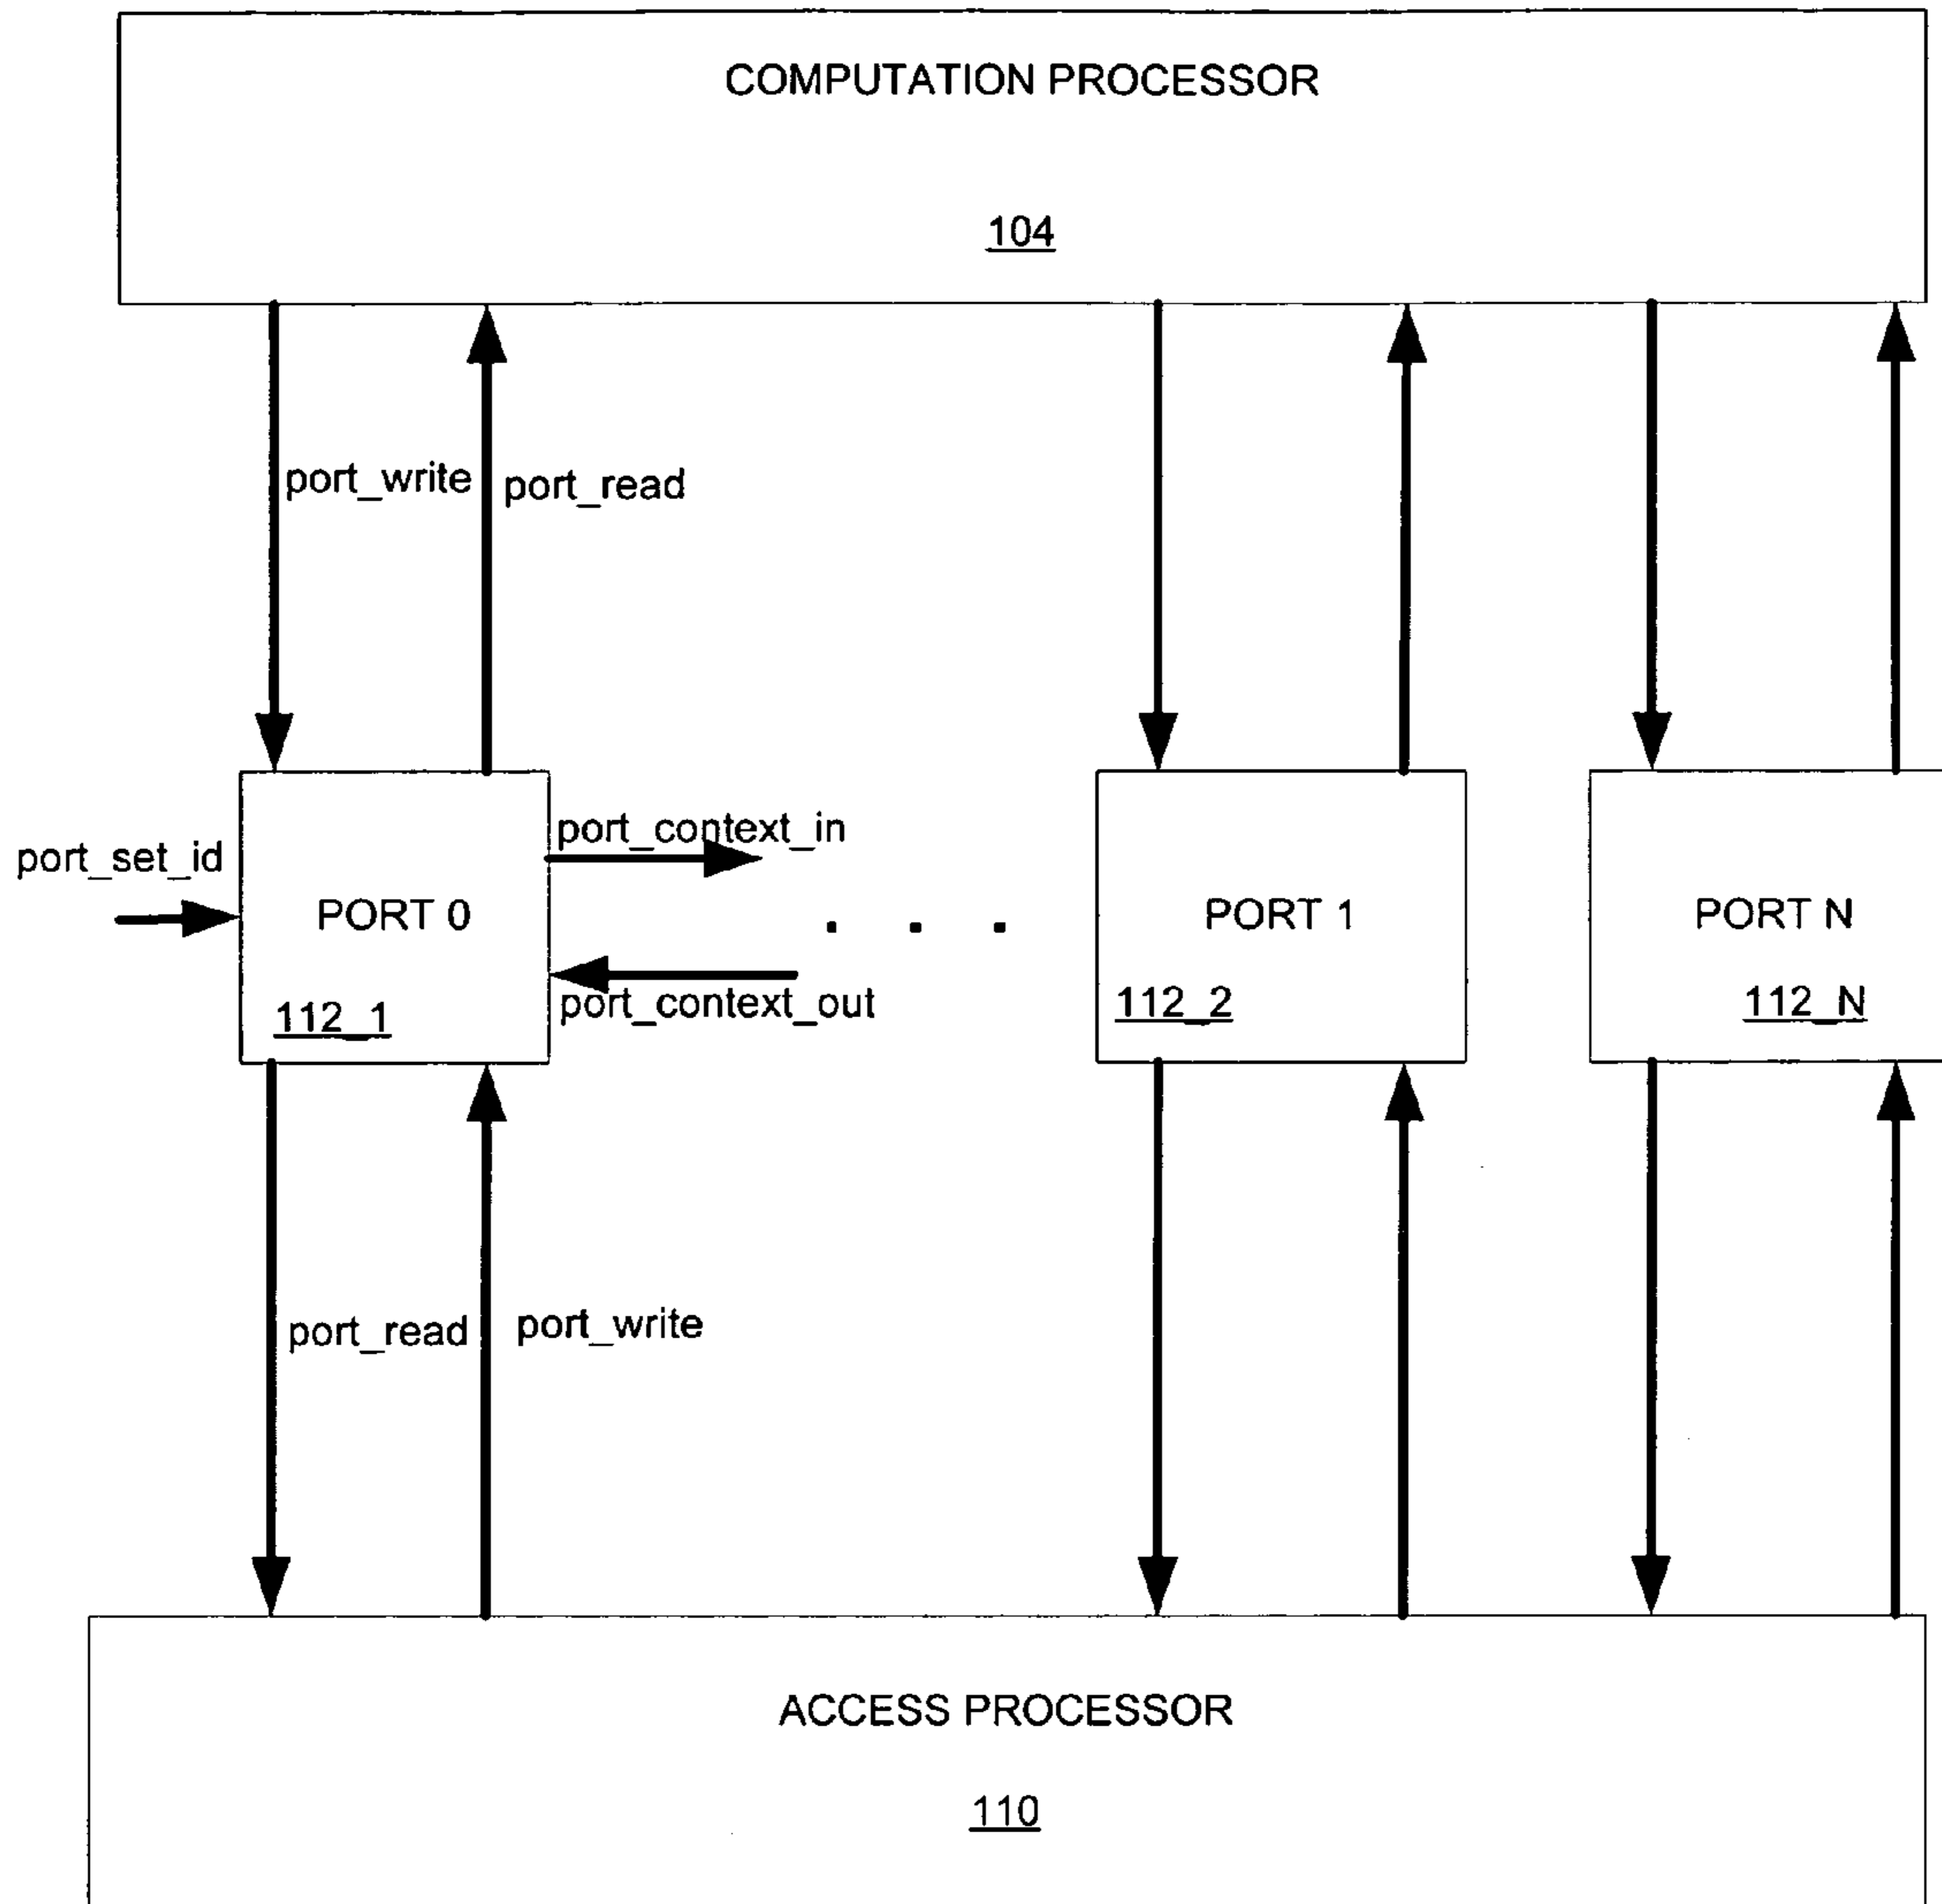 COMPUTATION PROCESSOR
104
port_write
port_read
port_set_id
port_context_in
PORT 0
. . .
PORT 1
PORT N
112_1
port_context_out
112_2
112_N
port_read
port_write
ACCESS PROCESSOR
110